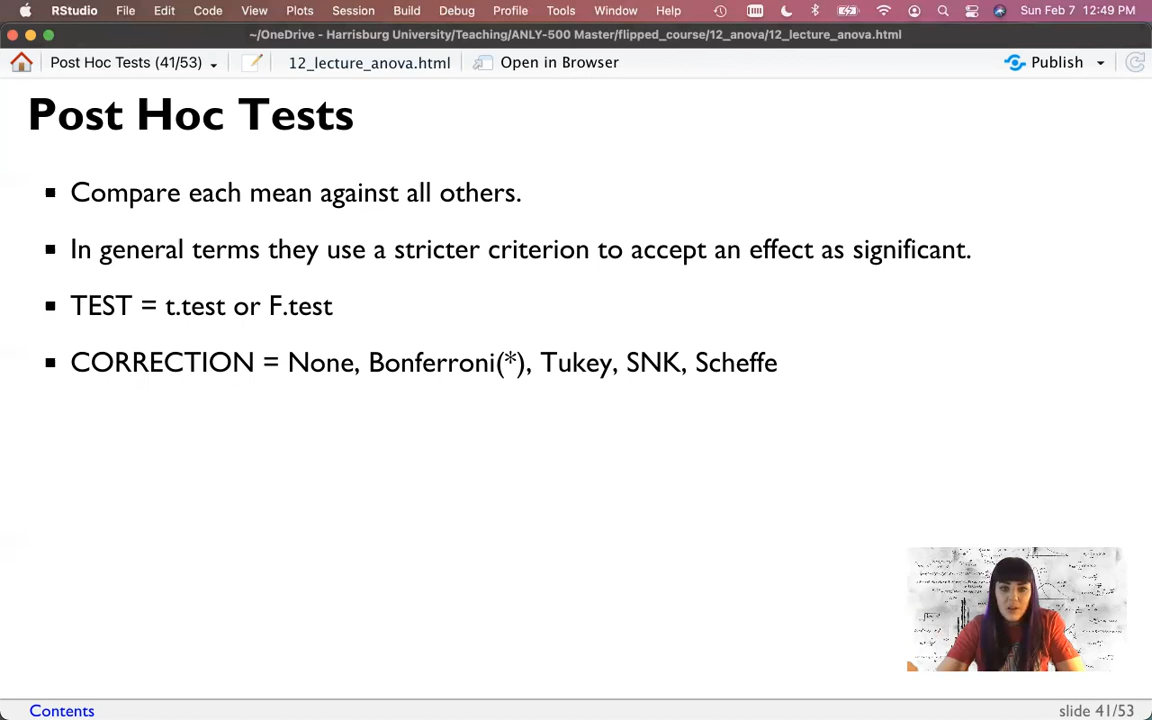 RStudio File Edit Code View Plots Session Build Debug Profile Tools Window Help Sun Feb 7 12:49 PM
~/OneDrive - Harrisburg University/Teaching/ANLY-500 Master/flipped_course/12_anova/12_lecture_anova.html
Post Hoc Tests (41/53) 12_lecture_anova.html Open in Browser Publish
Post Hoc Tests
Compare each mean against all others.
In general terms they use a stricter criterion to accept an effect as significant.
TEST = t.test or F.test
CORRECTION = None, Bonferroni(*), Tukey, SNK, Scheffe
Contents slide 41/53